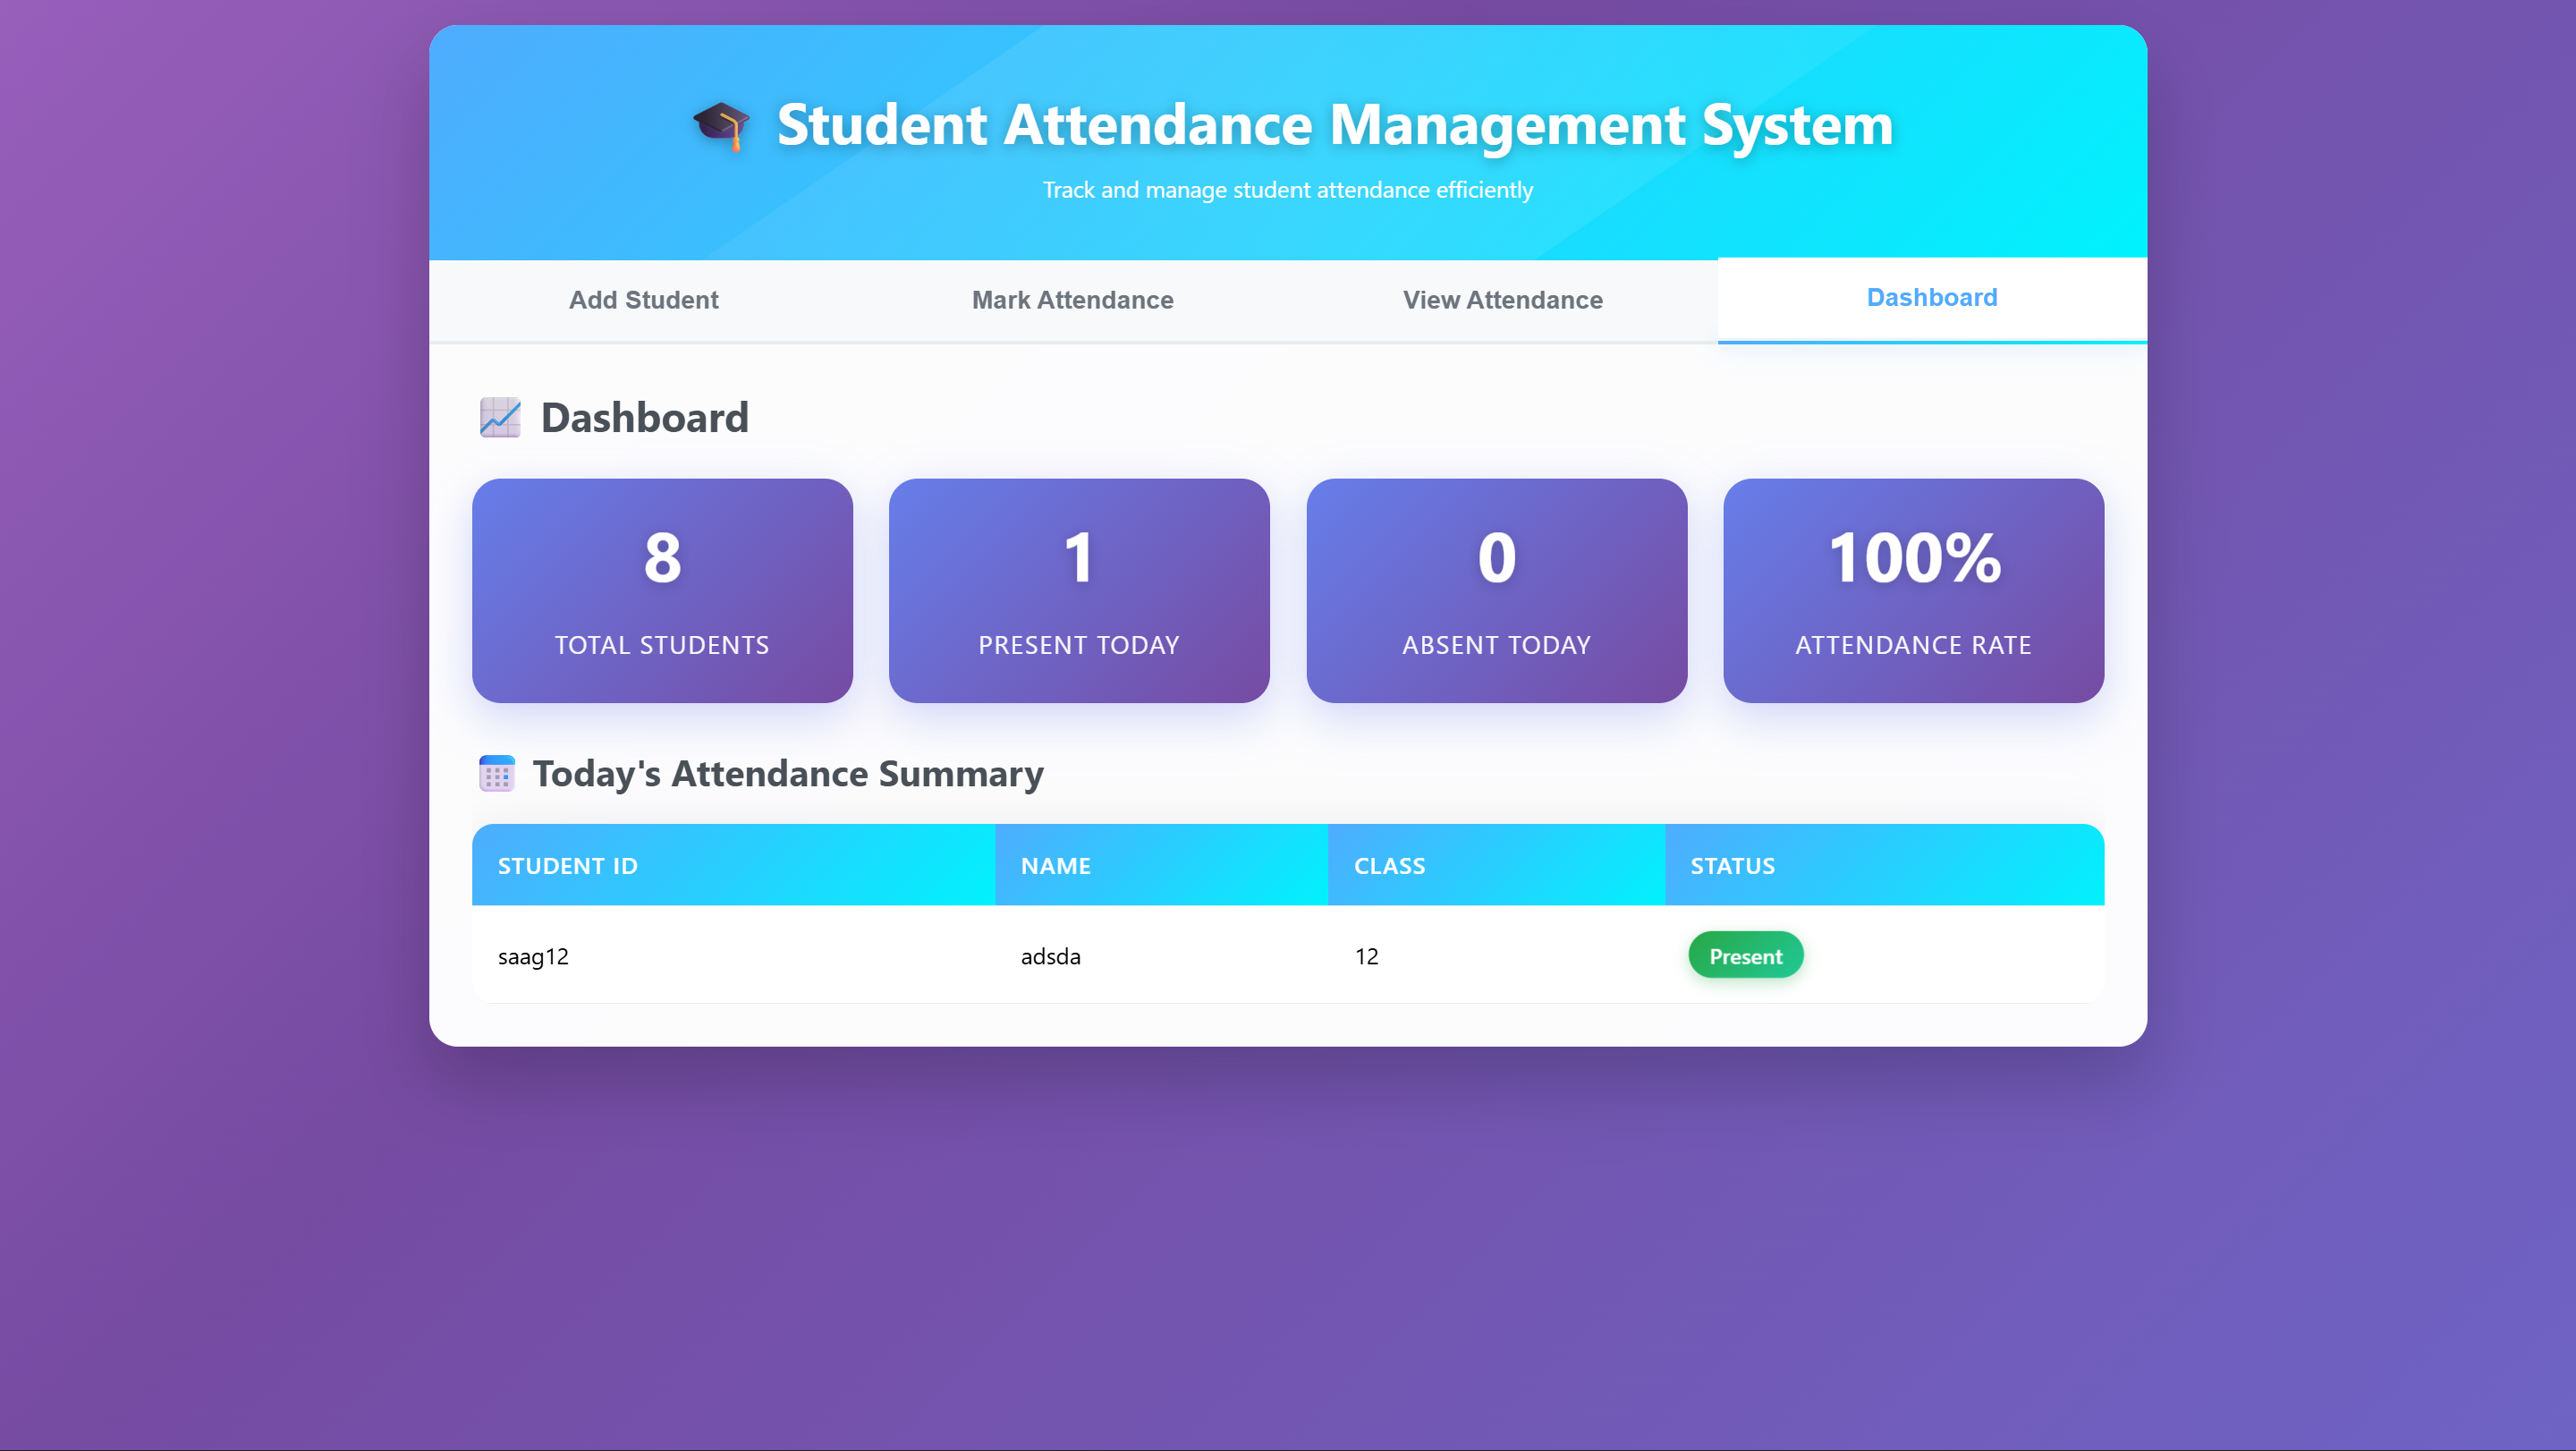 Student Attendance Management System
Track and manage student attendance efficiently
Add Student Mark Attendance View Attendance Dashboard
Dashboard
8 1 0 100%
TOTAL STUDENTS PRESENT TODAY ABSENT TODAY ATTENDANCE RATE
Today's Attendance Summary
STUDENT ID NAME CLASS STATUS
saag12 adsda 12 Present